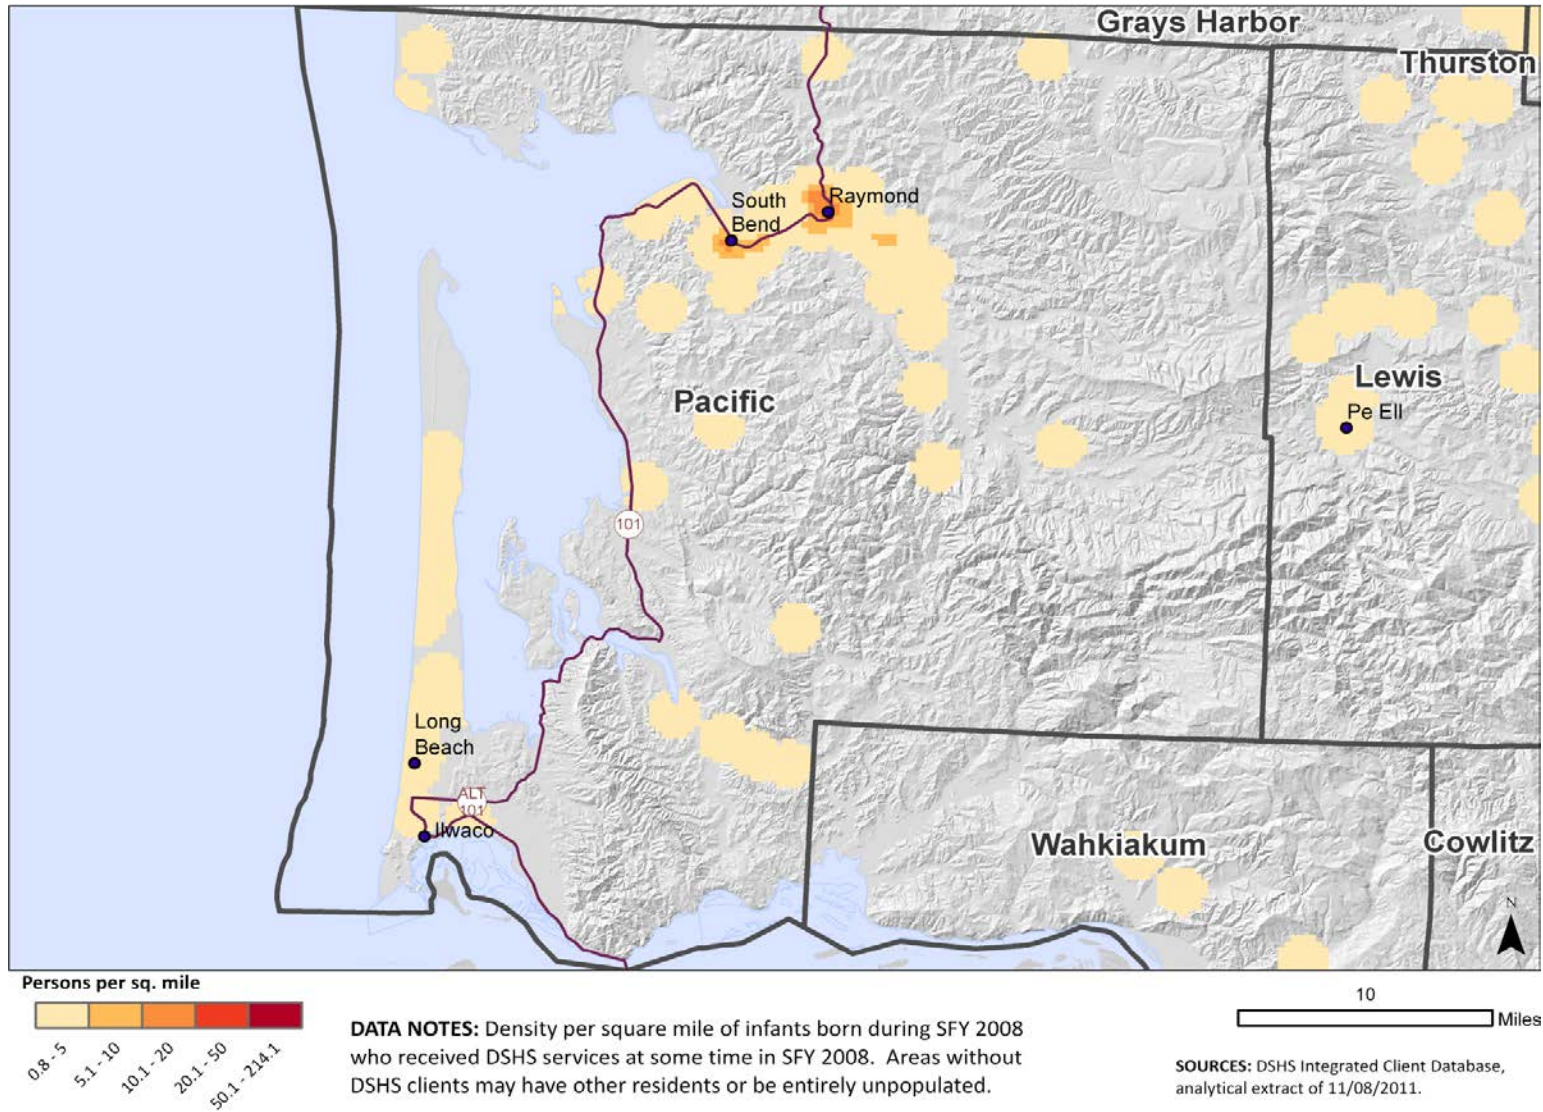 Grays Harbor
Thurston
South
Bend
Raymond
Pacific
Lewis
Pe Ell
101
Long
Beach
ALT
101
Ilwaco
Wahkiakum
Cowlitz
N
Persons per sq. mile
0.8 - 5
5.1 - 10
10.1 - 20
20.1 - 50
50.1 - 214.1
DATA NOTES: Density per square mile of infants born during SFY 2008
who received DSHS services at some time in SFY 2008. Areas without
DSHS clients may have other residents or be entirely unpopulated.
10
Miles
SOURCES: DSHS Integrated Client Database,
analytical extract of 11/08/2011.